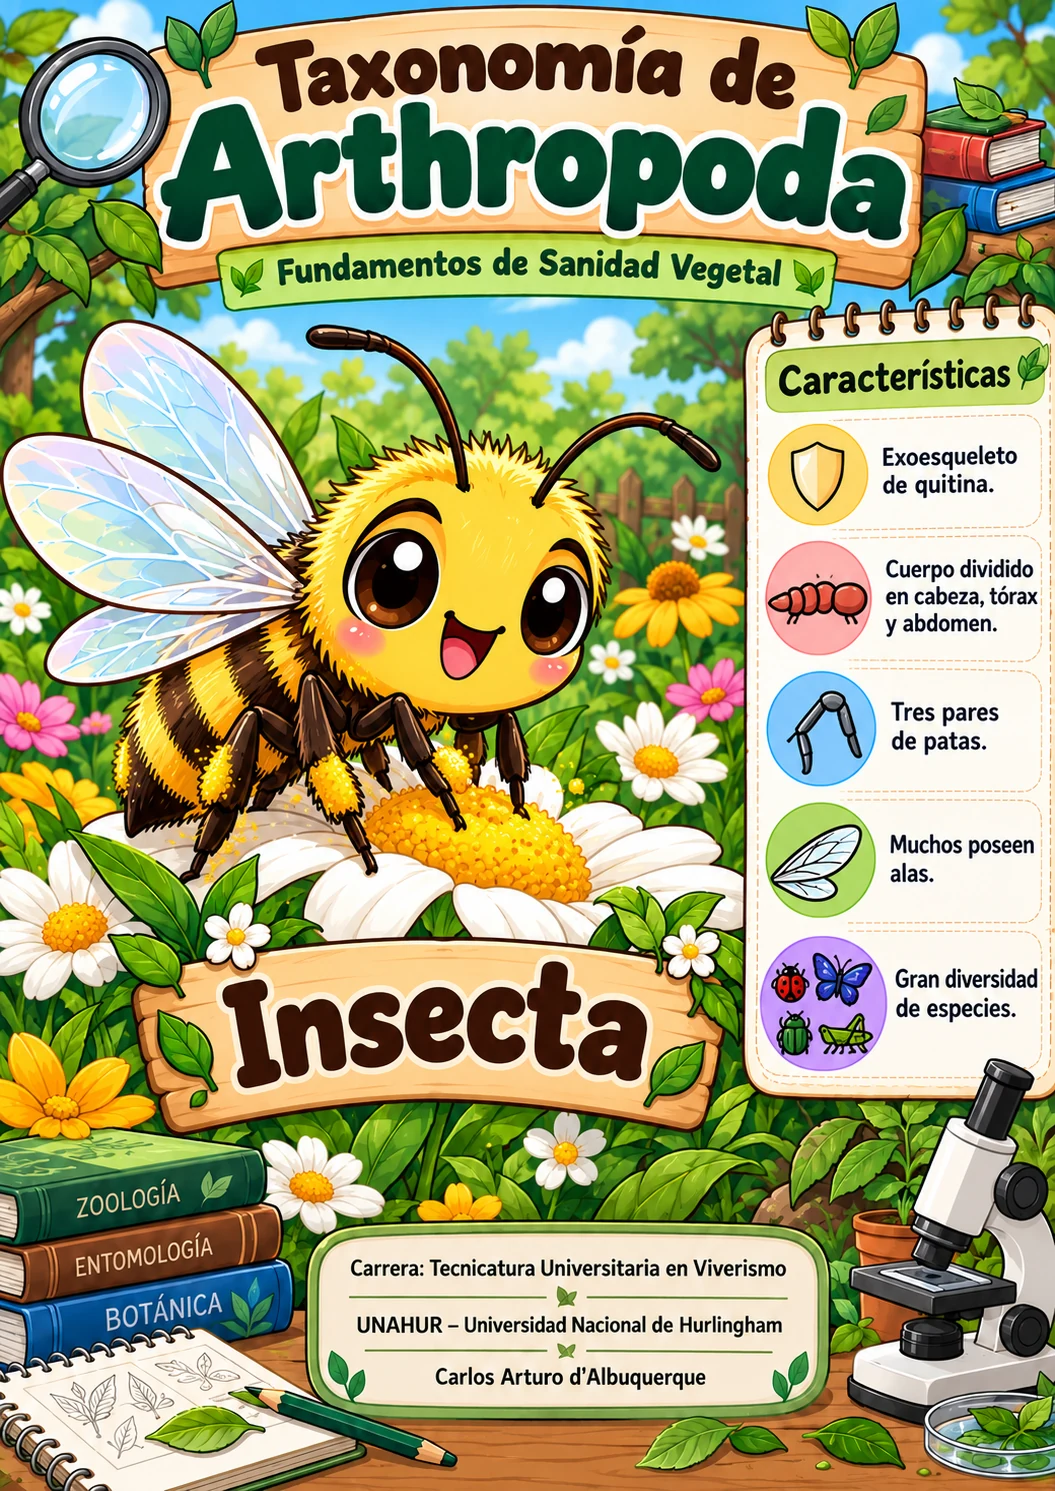 Taxonomía de
Arthropoda
Fundamentos de Sanidad Vegetal
Características
Exoesqueleto
de quitina.
Cuerpo dividido
en cabeza, tórax
y abdomen.
Tres pares
de patas.
Muchos poseen
alas.
Gran diversidad
de especies.
Insecta
ZOOLOGÍA
ENTOMOLOGÍA
BOTÁNICA
Carrera: Tecnicatura Universitaria en Viverismo
UNAHUR – Universidad Nacional de Hurlingham
Carlos Arturo d’Albuquerque